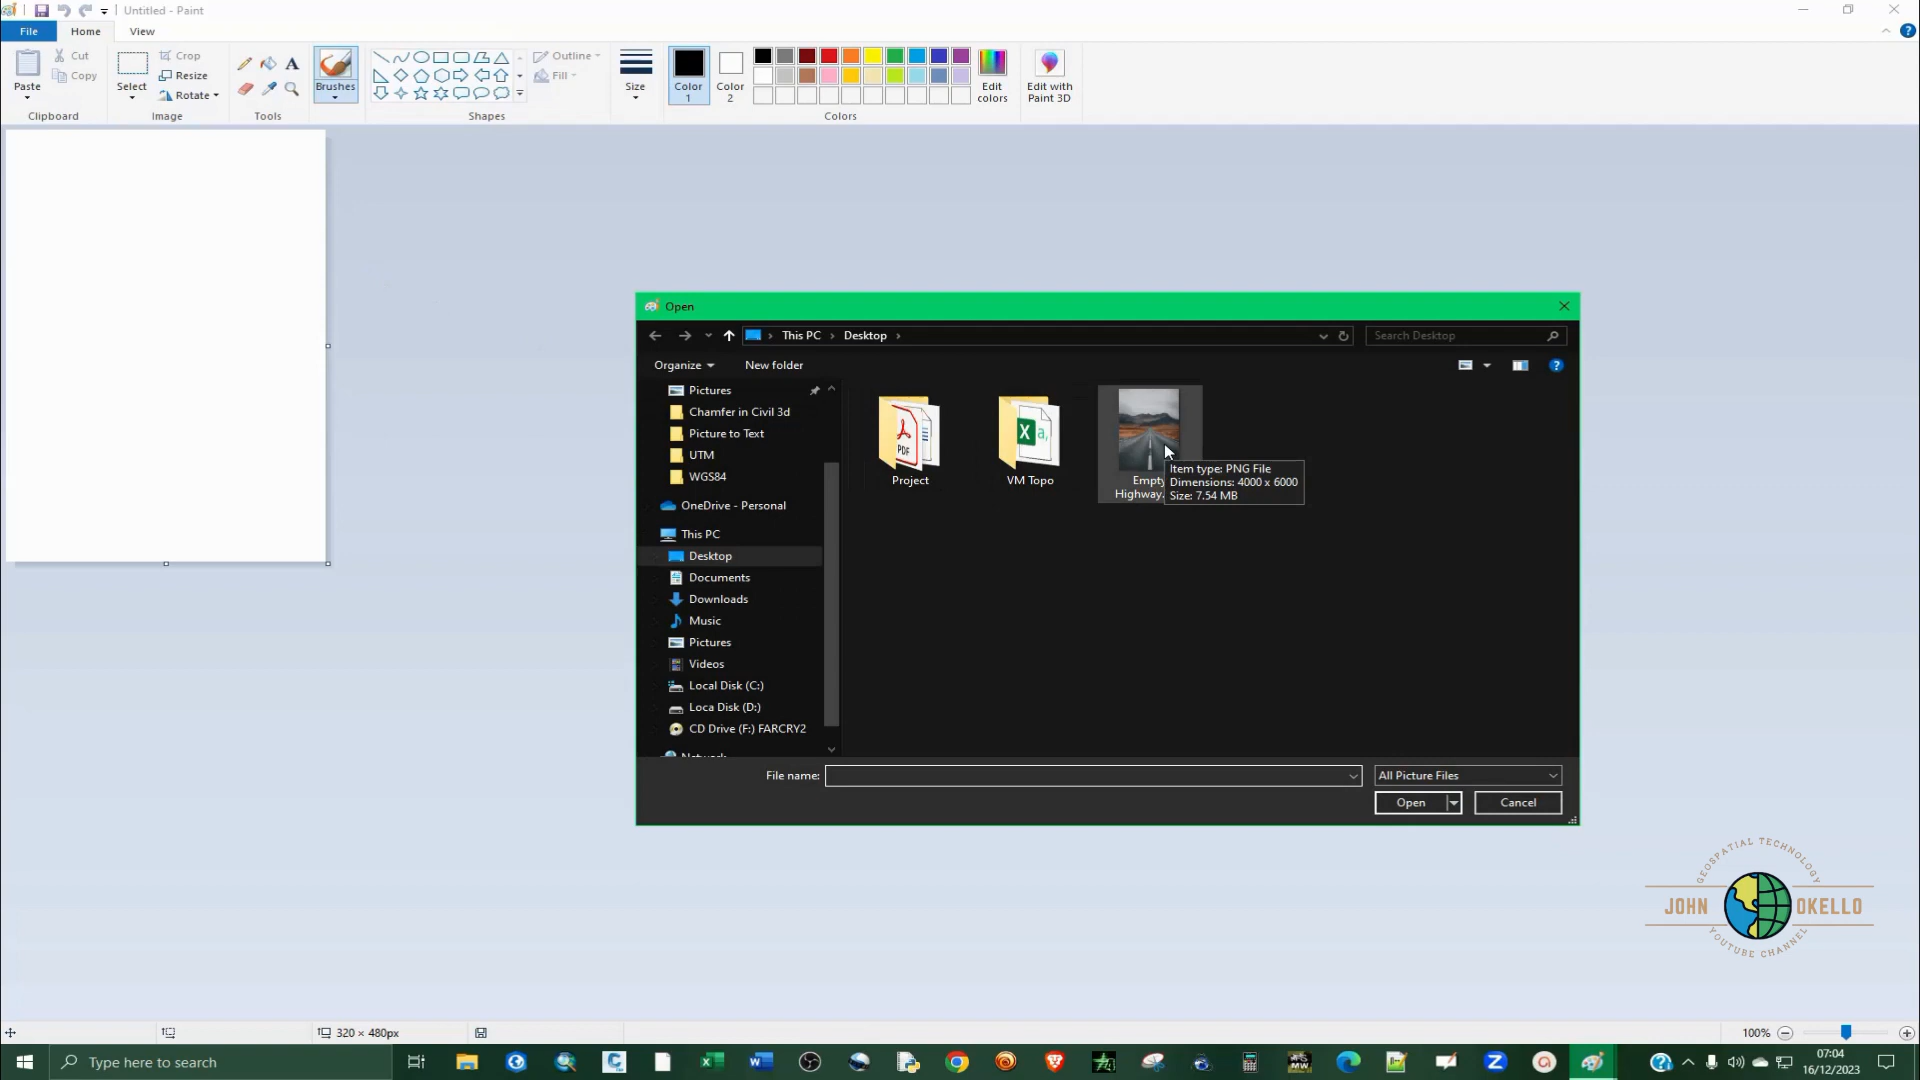 Untitled - Paint
File
Home
View
Paste
Cut
Copy
Clipboard
Select
Crop
Resize
Rotate
Image
Tools
Brushes
Shapes
Outline
Fill
Size
Color
1
Color
2
Colors
Edit
colors
Edit with
Paint 3D
Open
This PC
Desktop
Search Desktop
Organize
New folder
Pictures
Chamfer in Civil 3d
Picture to Text
UTM
WGS84
OneDrive - Personal
This PC
Desktop
Documents
Downloads
Music
Pictures
Videos
Local Disk (C:)
Loca Disk (D:)
CD Drive (F:) FARCRY2
Network
PDF
Project
VM Topo
Empty
Highway.
Item type: PNG File
Dimensions: 4000 x 6000
Size: 7.54 MB
File name:
All Picture Files
Open
Cancel
GEOSPATIAL TECHNOLOGY
JOHN OKELLO
YOUTUBE CHANNEL
320 × 480px
100%
Type here to search
07:04
16/12/2023